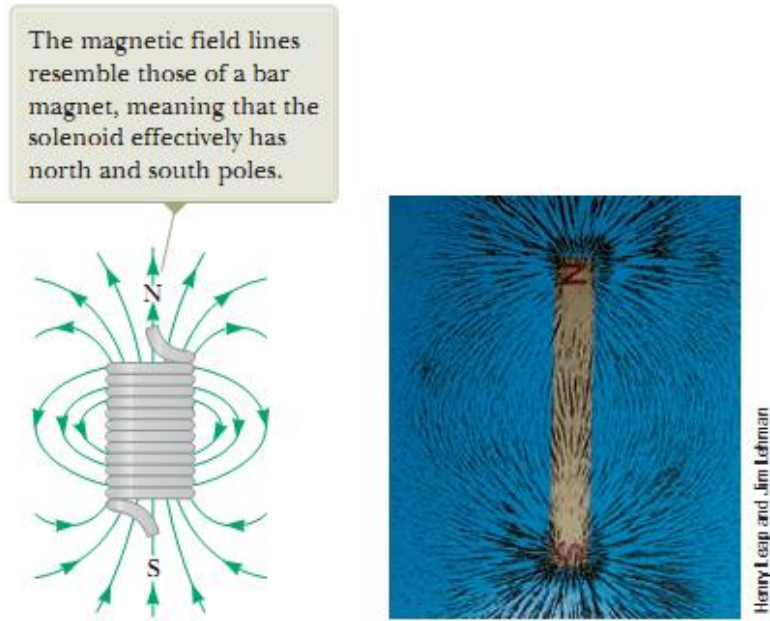 The magnetic field lines
resemble those of a bar
magnet, meaning that the
solenoid effectively has
north and south poles.
N
S
N
S
Henry Leap and Jim Lehman